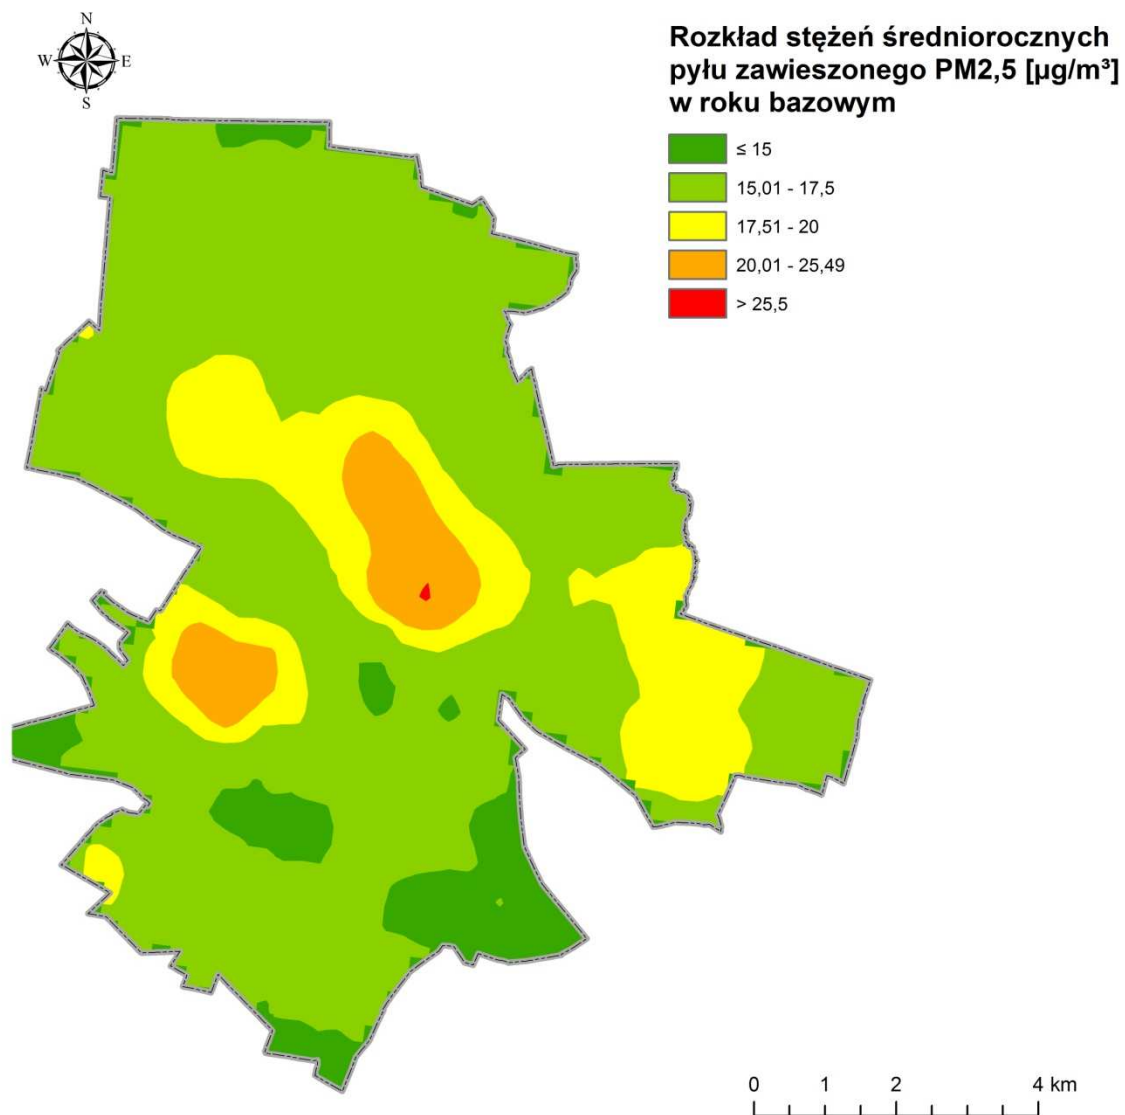 N
W E
S
Rozkład stężeń średniorocznych
pyłu zawieszonego PM2,5 [µg/m³]
w roku bazowym
≤ 15
15,01 - 17,5
17,51 - 20
20,01 - 25,49
> 25,5
0 1 2 4 km